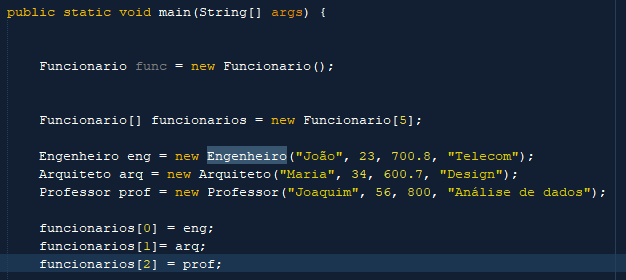 public static void main(String[] args) {
Funcionario func = new Funcionario();
Funcionario[] funcionarios = new Funcionario[5];
Engenheiro eng = new Engenheiro("João", 23, 700.8, "Telecom");
Arquiteto arq = new Arquiteto("Maria", 34, 600.7, "Design");
Professor prof = new Professor("Joaquim", 56, 800, "Análise de dados");
funcionarios[0] = eng;
funcionarios[1]= arq;
funcionarios[2] = prof;